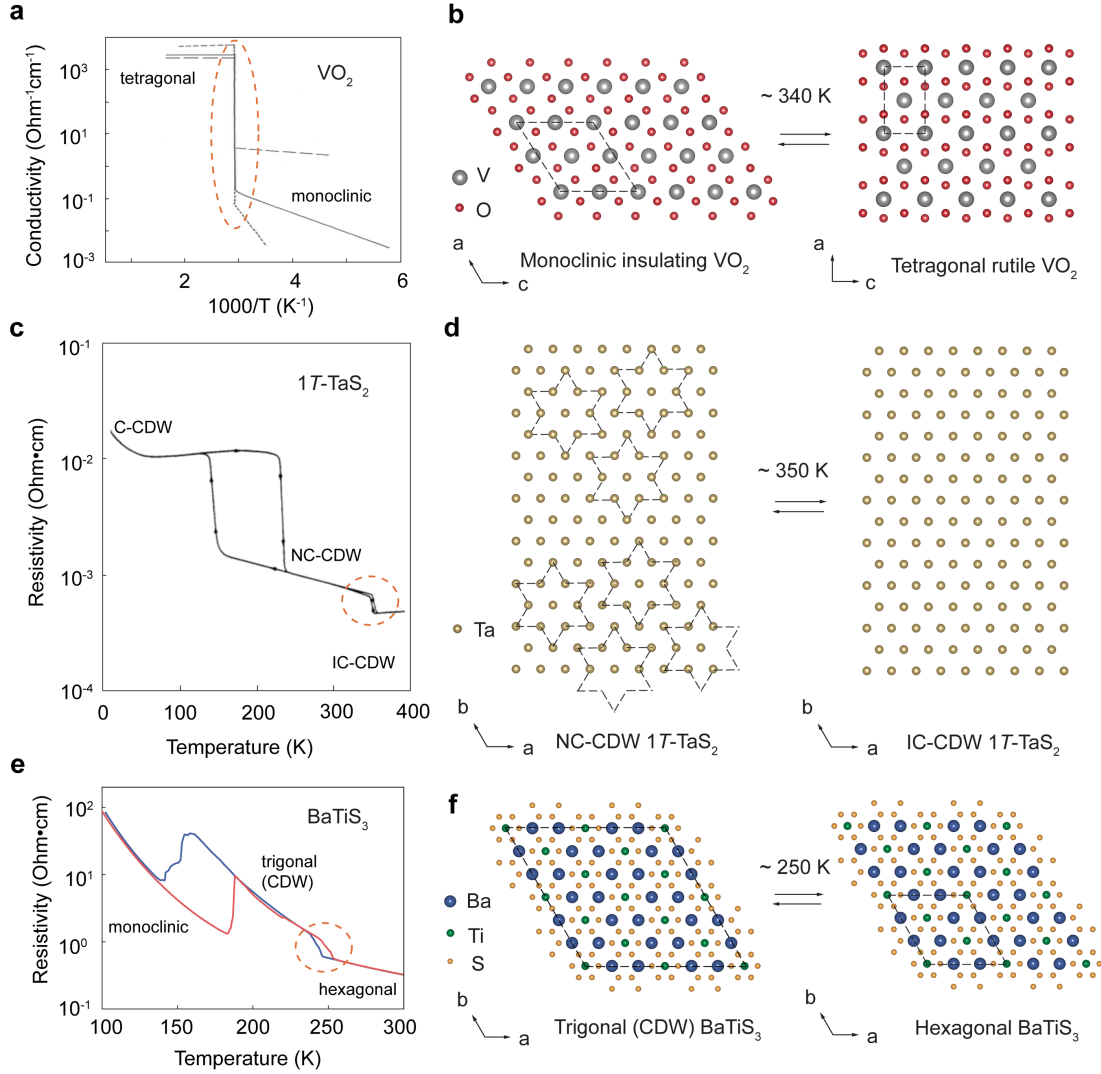 a
VO₂
tetragonal
monoclinic
Conductivity (Ohm⁻¹cm⁻¹)
10³
10¹
10⁻¹
10⁻³
2 4 6
1000/T (K⁻¹)
b
~ 340 K
V
O
a
c
Monoclinic insulating VO₂
a
c
Tetragonal rutile VO₂
c
1T-TaS₂
C-CDW
NC-CDW
IC-CDW
Resistivity (Ohm•cm)
10⁻¹
10⁻²
10⁻³
10⁻⁴
0 100 200 300 400
Temperature (K)
d
~ 350 K
Ta
b
a
NC-CDW 1T-TaS₂
b
a
IC-CDW 1T-TaS₂
e
BaTiS₃
trigonal
(CDW)
monoclinic
hexagonal
Resistivity (Ohm•cm)
10²
10¹
10⁰
10⁻¹
100 150 200 250 300
Temperature (K)
f
~ 250 K
Ba
Ti
S
b
a
Trigonal (CDW) BaTiS₃
b
a
Hexagonal BaTiS₃